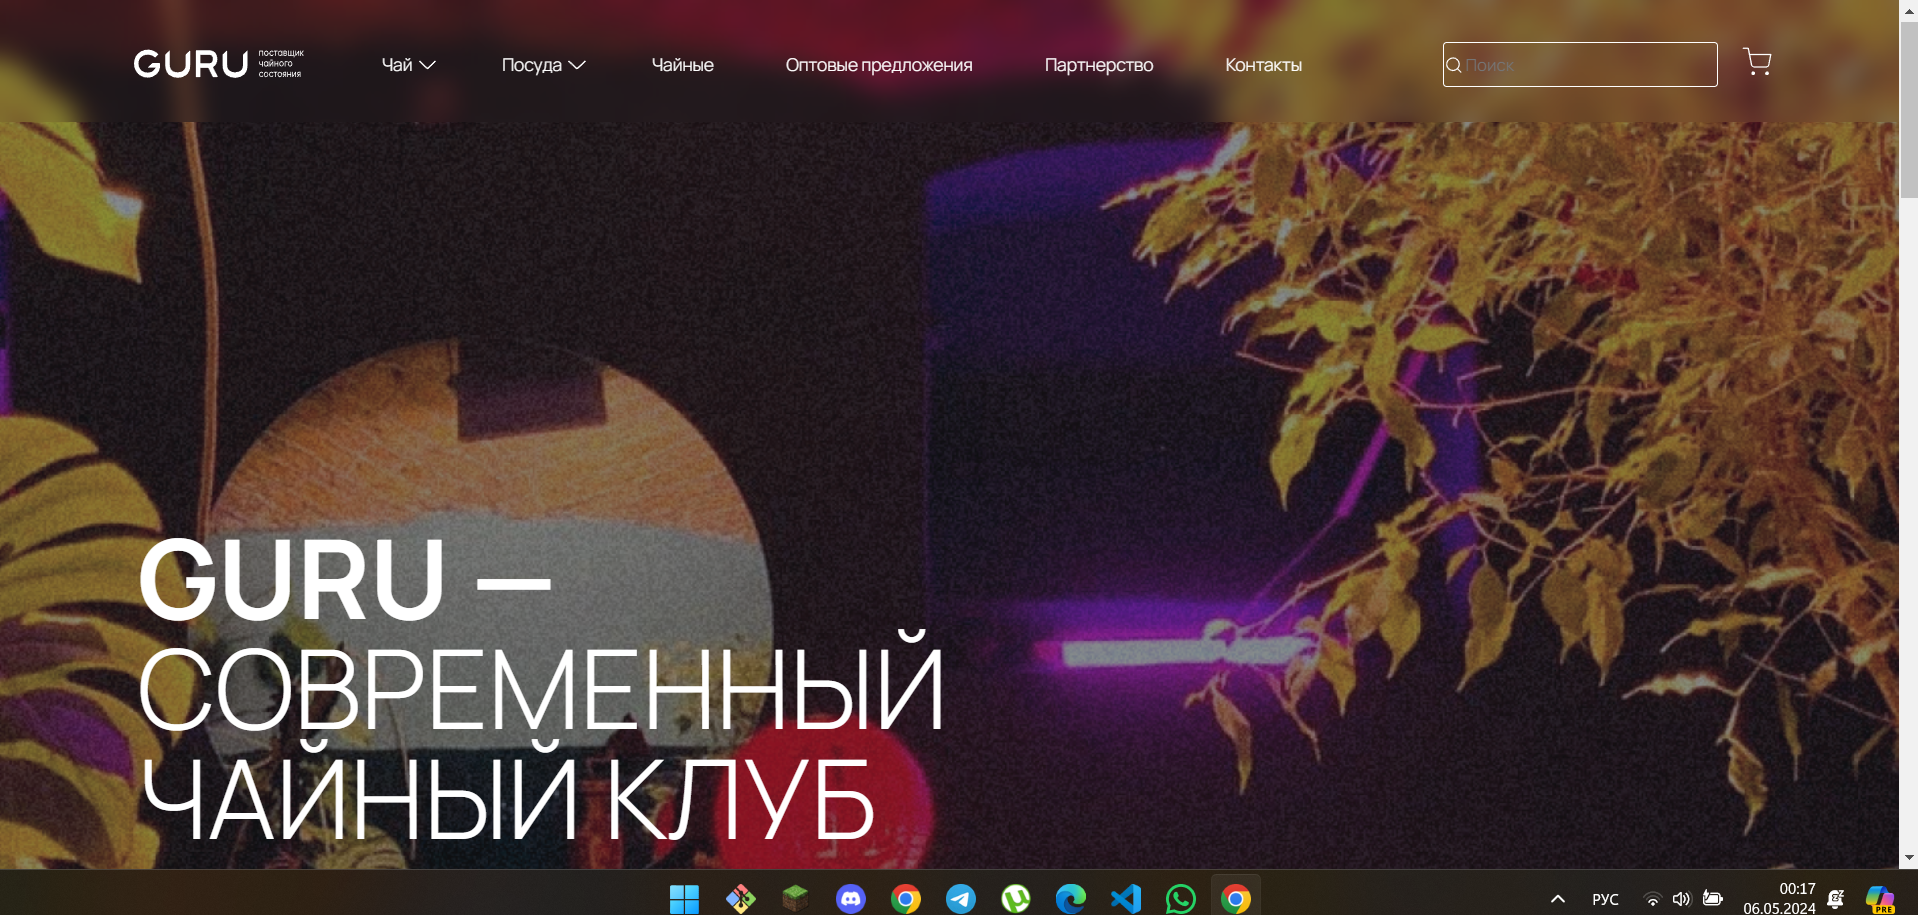 GURU
поставщик
чайного
состояния
Чай
Посуда
Чайные
Оптовые предложения
Партнерство
Контакты
Поиск
GURU —
СОВРЕМЕННЫЙ
ЧАЙНЫЙ КЛУБ
РУС
00:17
06.05.2024
PRE